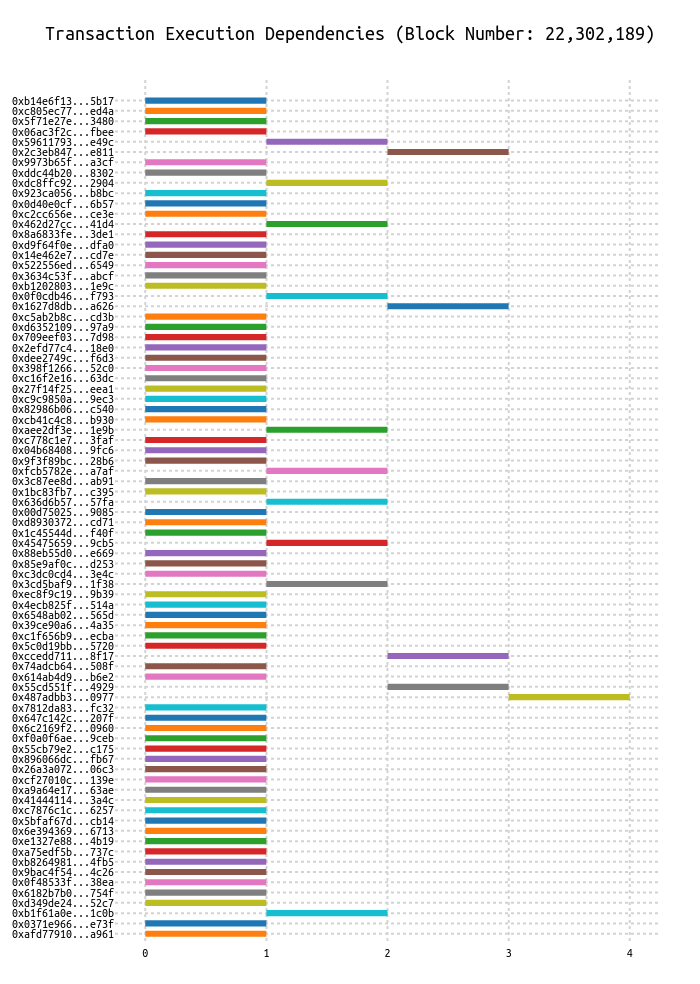 Transaction Execution Dependencies (Block Number: 22,302,189)
0xb14e6f13...5b17
0xc805ec77...ed4a
0x5f71e27e...3480
0x06ac3f2c...fbee
0x59611793...e49c
0x2c3eb847...e811
0x9973b65f...a3cf
0xddc44b20...8302
0xdc8ffc92...2904
0x923ca056...b8bc
0x0d40e0cf...6b57
0xc2cc656e...ce3e
0x462d27cc...41d4
0x8a6833fe...3de1
0xd9f64f0e...dfa0
0x14e462e7...cd7e
0x522556ed...6549
0x3634c53f...abcf
0xb1202803...1e9c
0x0f0cdb46...f793
0x1627d8db...a626
0xc5ab2b8c...cd3b
0xd6352109...97a9
0x709eef03...7d98
0x2efd77c4...18e0
0xdee2749c...f6d3
0x398f1266...52c0
0xc16f2e16...63dc
0x27f14f25...eea1
0xc9c9850a...9ec3
0x82986b06...c540
0xcb41c4c8...b930
0xaee2df3e...1e9b
0xc778c1e7...3faf
0x04b68408...9fc6
0x9f3f89bc...28b6
0xfcb5782e...a7af
0x3c87ee8d...ab91
0x1bc83fb7...c395
0x636d6b57...57fa
0x00d75025...9085
0xd8930372...cd71
0x1c45544d...f40f
0x45475659...9cb5
0x88eb55d0...e669
0x85e9af0c...d253
0xc3dc0cd4...3e4c
0x3cd5baf9...1f38
0xec8f9c19...9b39
0x4ecb825f...514a
0x6548ab02...565d
0x39ce90a6...4a35
0xc1f656b9...ecba
0x5c0d19bb...5720
0xccedd711...8f17
0x74adcb64...508f
0x614ab4d9...b6e2
0x55cd551f...4929
0x487adbb3...0977
0x7812da83...fc32
0x647c142c...207f
0x6c2169f2...0960
0xf0a0f6ae...9ceb
0x55cb79e2...c175
0x896066dc...fb67
0x26a3a072...06c3
0xcf27010c...139e
0xa9a64e17...63ae
0x41444114...3a4c
0xc7876c1c...6257
0x5bfaf67d...cb14
0x6e394369...6713
0xe1327e88...4b19
0xa75edf5b...737c
0xb8264981...4fb5
0x9bac4f54...4c26
0x0f48533f...38ea
0x6182b7b0...754f
0xd349de24...52c7
0xb1f61a0e...1c0b
0x0371e966...e73f
0xafd77910...a961
0 1 2 3 4